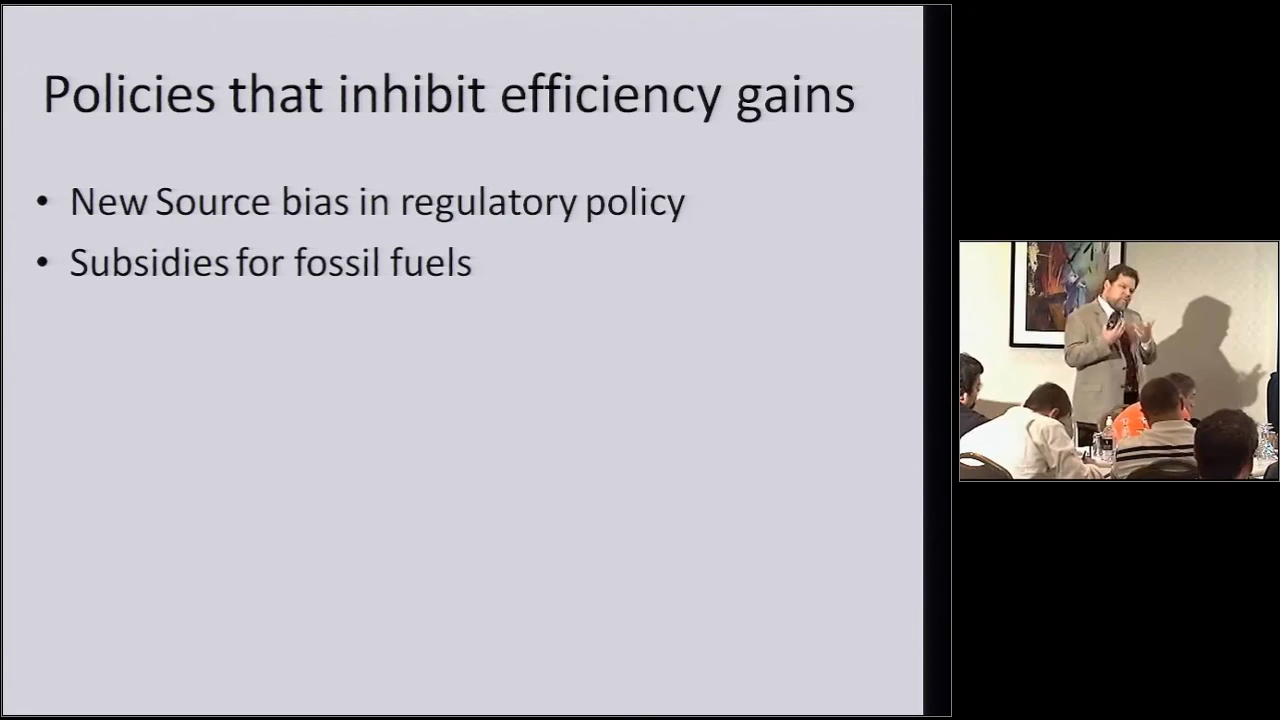 Policies that inhibit efficiency gains
• New Source bias in regulatory policy
• Subsidies for fossil fuels